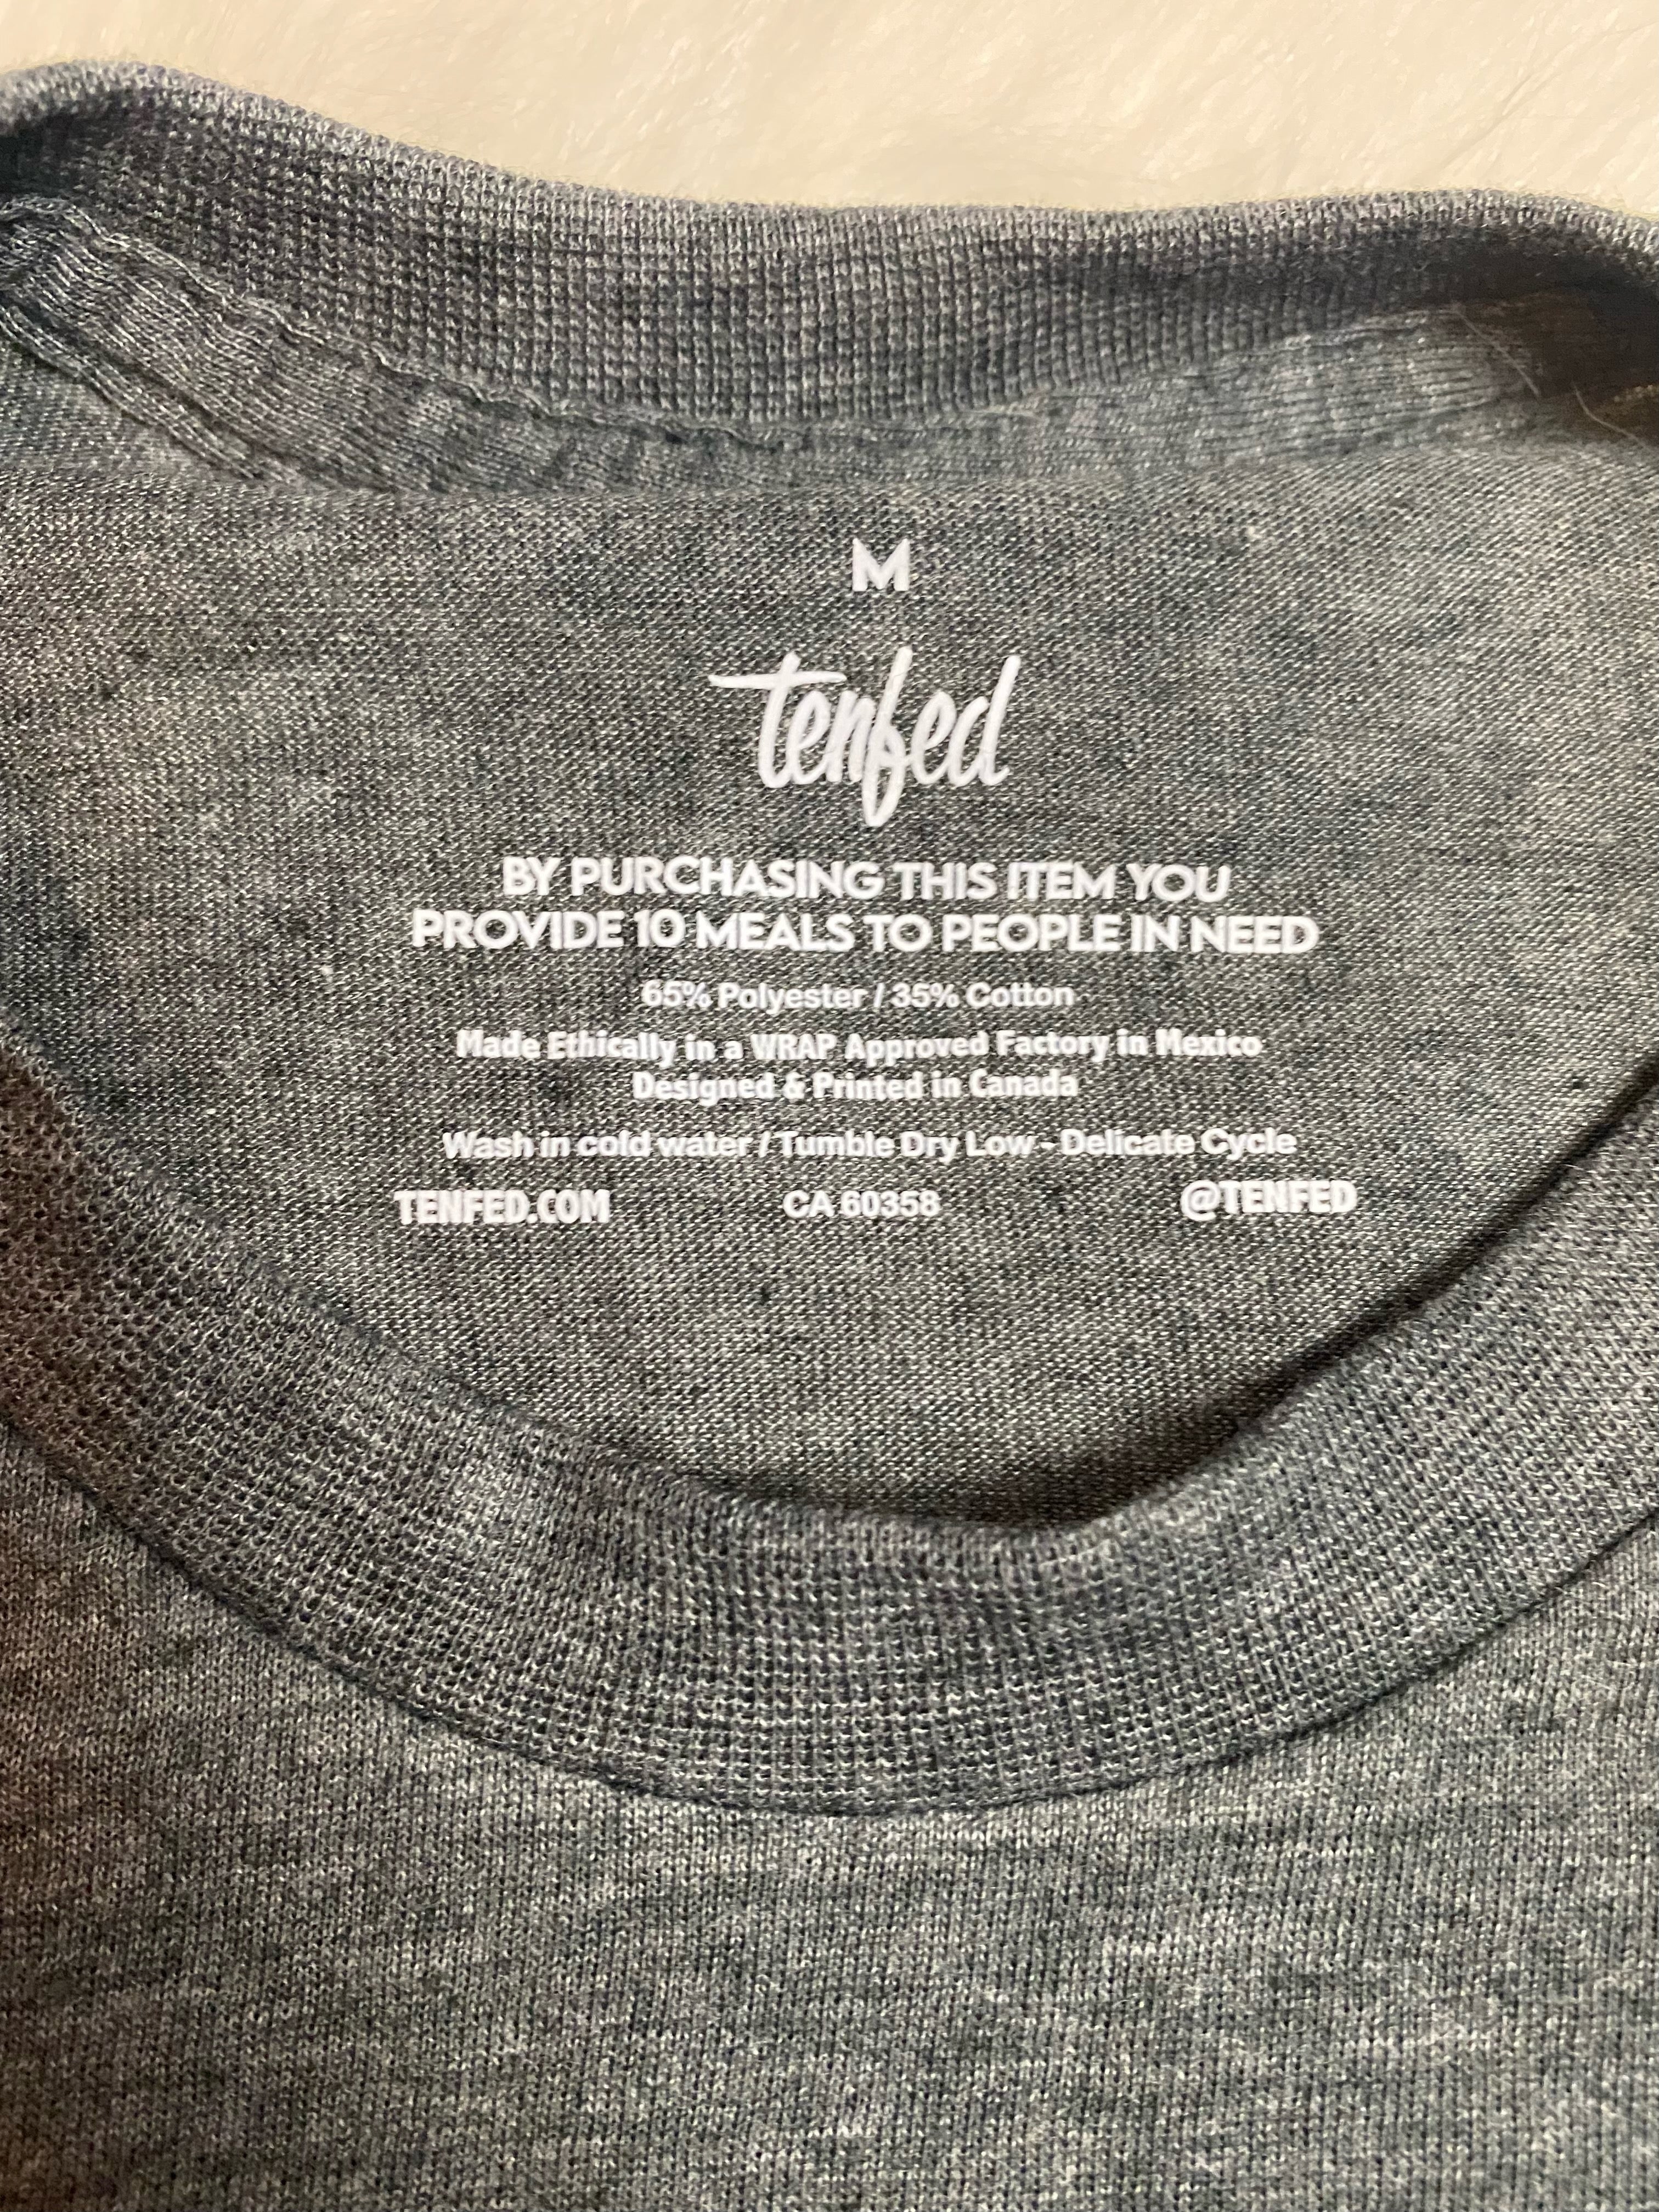 M
tenfed
BY PURCHASING THIS ITEM YOU
PROVIDE 10 MEALS TO PEOPLE IN NEED
65% Polyester / 35% Cotton
Made Ethically in a WRAP Approved Factory in Mexico
Designed & Printed in Canada
Wash in cold water / Tumble Dry Low - Delicate Cycle
TENFED.COM CA 60358 @TENFED